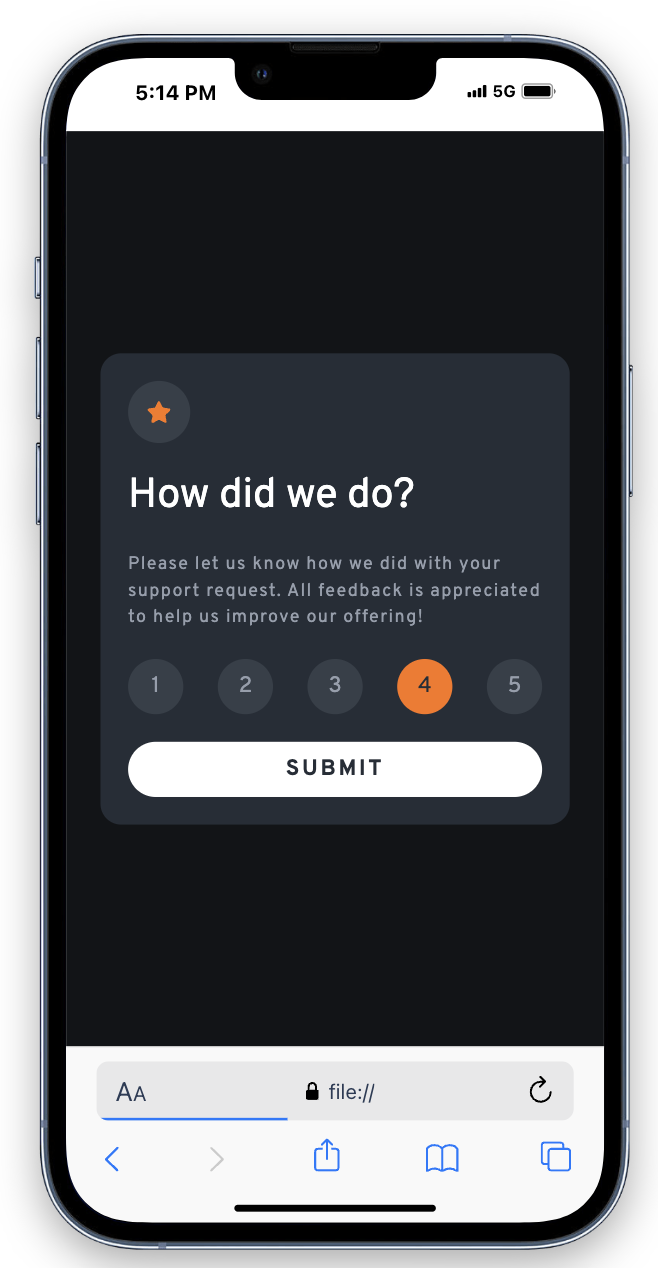 5:14 PM 5G
How did we do?
Please let us know how we did with your
support request. All feedback is appreciated
to help us improve our offering!
1 2 3 4 5
SUBMIT
AA file://